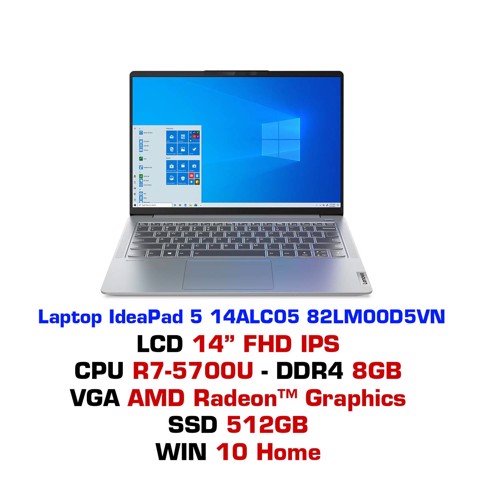 Laptop IdeaPad 5 14ALC05 82LM00D5VN
LCD 14” FHD IPS
CPU R7-5700U - DDR4 8GB
VGA AMD Radeon™ Graphics
SSD 512GB
WIN 10 Home